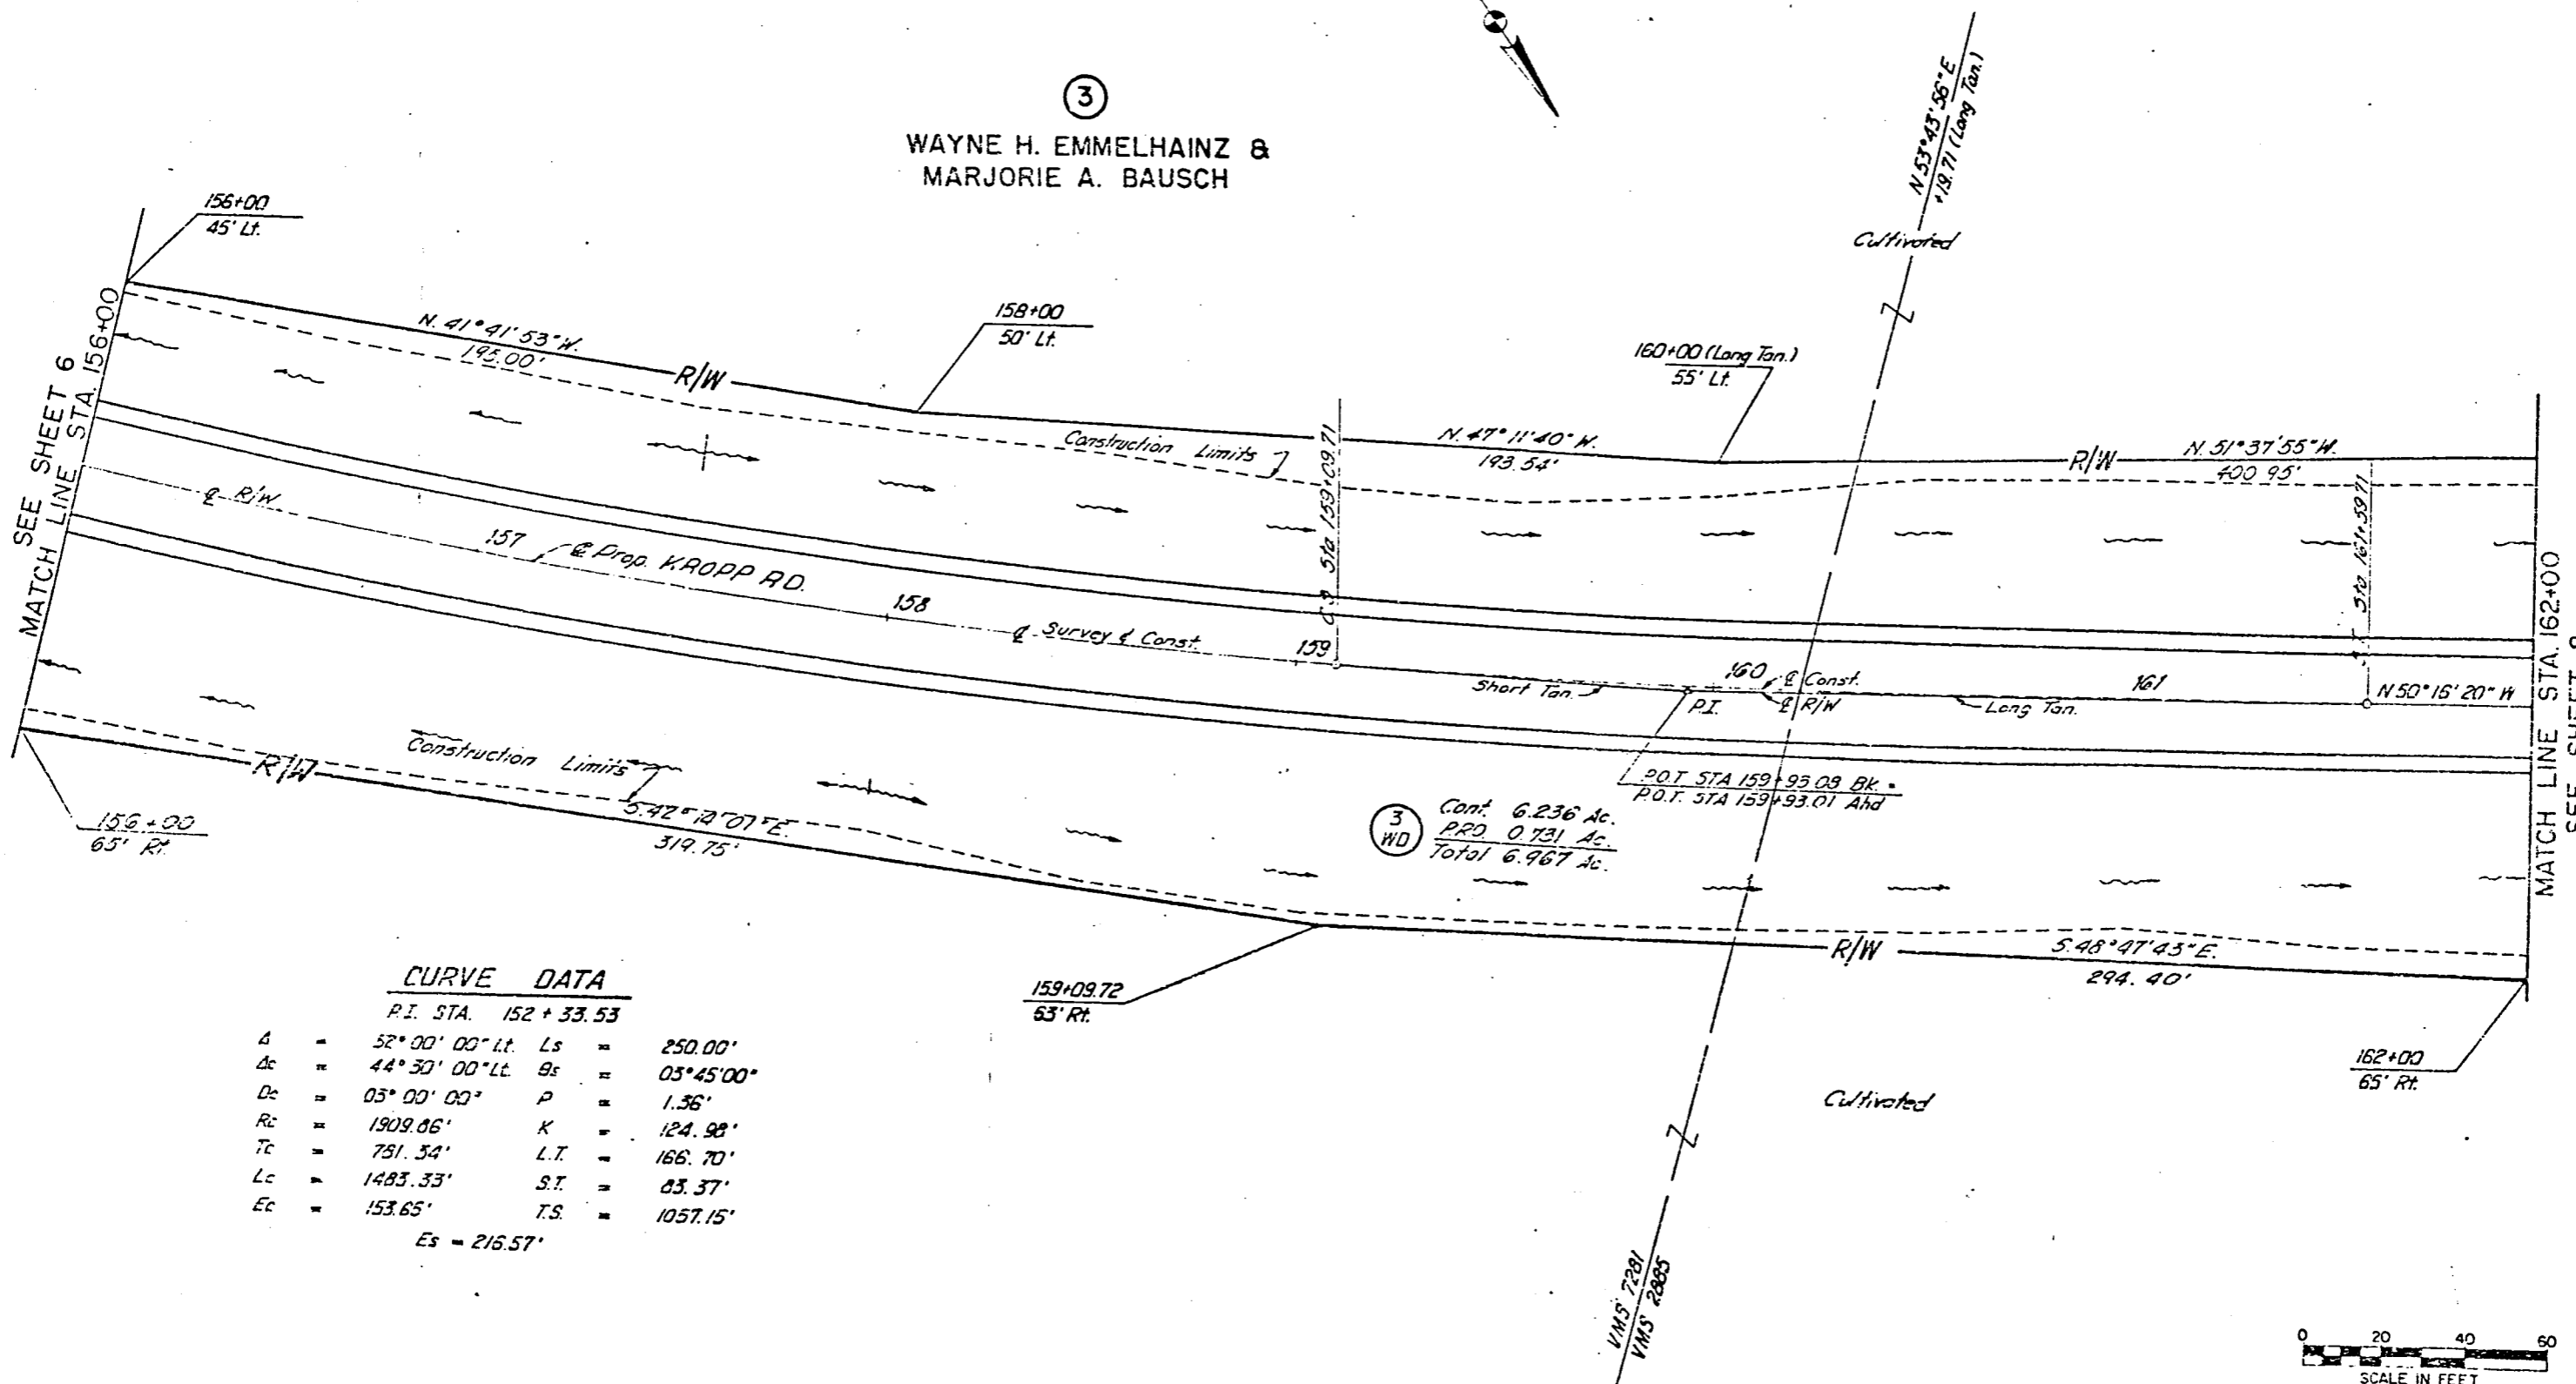 3
WAYNE H. EMMELHAINZ &
MARJORIE A. BAUSCH
N 53° 43' 56" E
+19.71 (Long Tan.)
Cultivated
156+00
45' Lt.
158+00
50' Lt.
160+00 (Long Tan.)
55' Lt.
SEE SHEET 6
MATCH LINE STA. 156+00
N. 41° 41' 53" W.
195.00'
R/W
Construction Limits
C.S. Sta 159+09.71
N. 47° 11' 40" W.
193.54'
R/W
N. 51° 37' 55" W.
400.95'
Sta 161+59.71
℄ R/W
157
℄ Prop. KROPP RD.
158
℄ Survey & Const.
159
Short Tan.
160
℄ Const.
℄ R/W
P.I.
Long Tan.
161
N 50° 16' 20" W
MATCH LINE STA. 162+00
P.O.T. STA 159+93.03 Bk. =
P.O.T. STA 159+93.01 Ahd
3
WD
Cont. 6.236 Ac.
P.R.O. 0.731 Ac.
Total 6.967 Ac.
Construction Limits
R/W
S. 42° 14' 07" E.
319.75'
156+00
65' Rt.
159+09.72
63' Rt.
R/W
S. 48° 47' 43" E.
294.40'
162+00
65' Rt.
Cultivated
CURVE DATA
P.I. STA. 152 + 33.53
Δ = 52° 00' 00" Lt. Ls = 250.00'
Δc = 44° 30' 00" Lt. θs = 03° 45' 00"
Dc = 03° 00' 00" P = 1.36'
Rc = 1909.86' K = 124.98'
Tc = 781.34' L.T. = 166.70'
Lc = 1483.33' S.T. = 83.37'
Ec = 153.65' T.S. = 1057.15'
Es = 216.57'
VMS 7281
VMS 2885
0 20 40 60
SCALE IN FEET